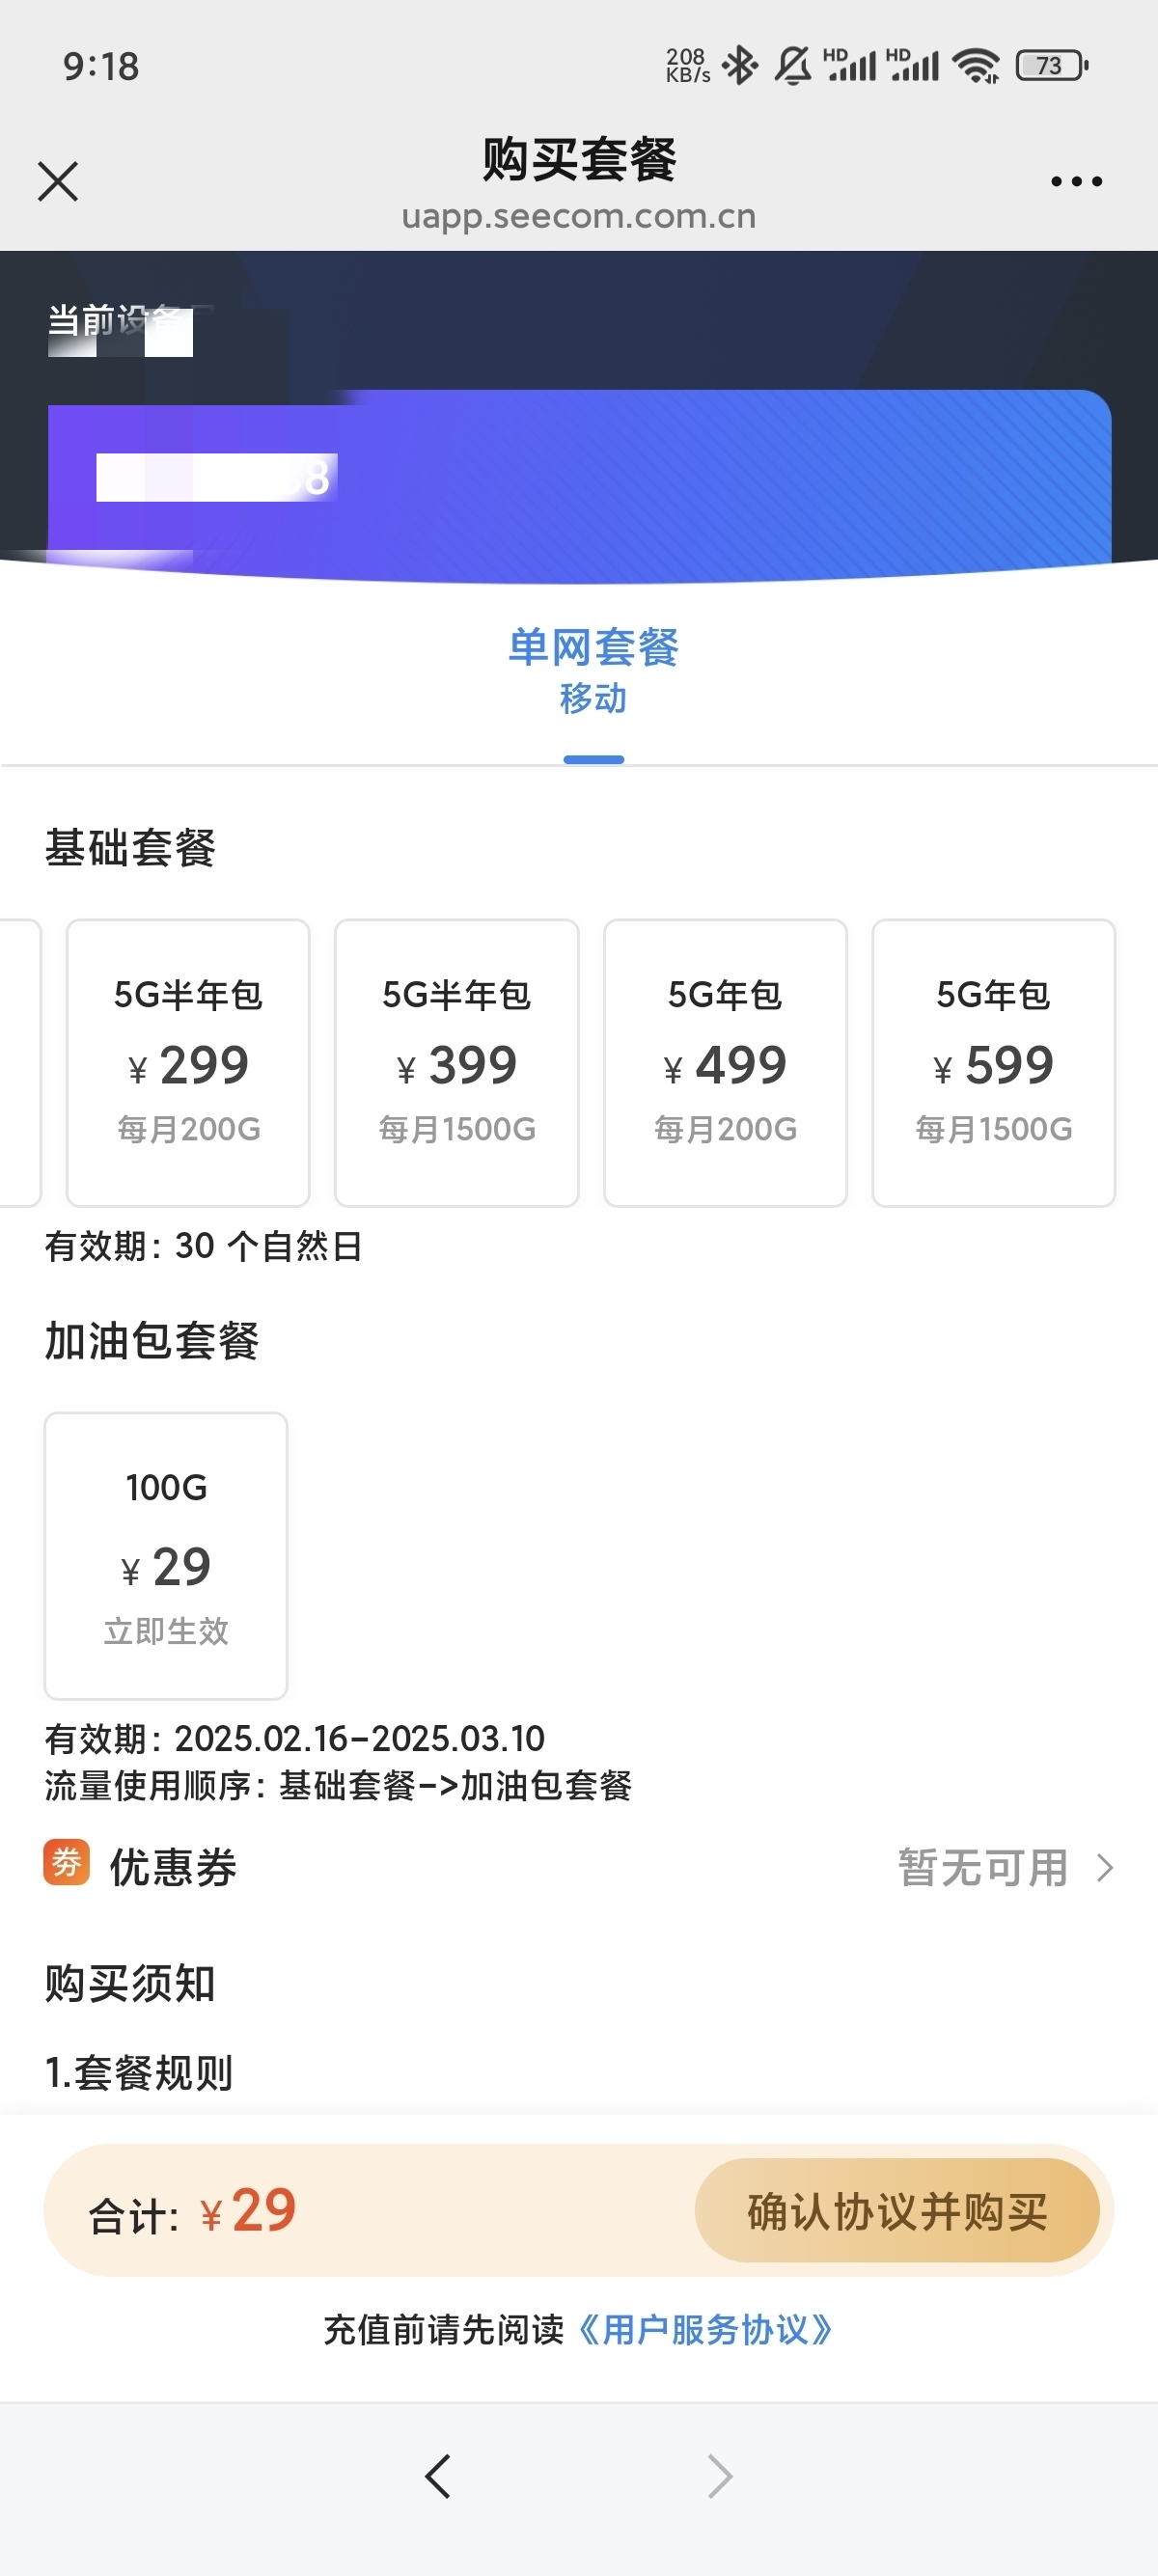 9:18
208
KB/s
HD
HD
73
购买套餐
uapp.seecom.com.cn
当前设备
8
单网套餐
移动
基础套餐
5G半年包
¥ 299
每月200G
5G半年包
¥ 399
每月1500G
5G年包
¥ 499
每月200G
5G年包
¥ 599
每月1500G
有效期: 30 个自然日
加油包套餐
100G
¥ 29
立即生效
有效期: 2025.02.16-2025.03.10
流量使用顺序: 基础套餐->加油包套餐
券 优惠券
暂无可用
购买须知
1.套餐规则
合计: ¥ 29
确认协议并购买
充值前请先阅读《用户服务协议》